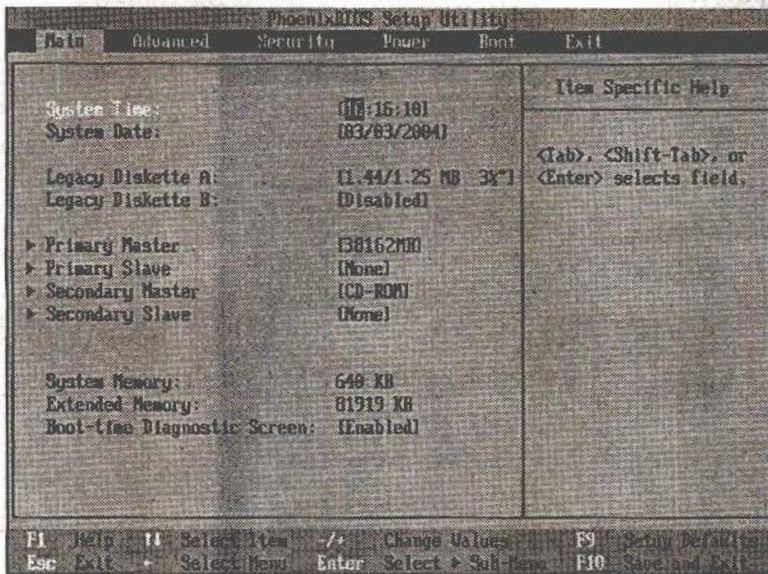 PhoenixBIOS Setup Utility
Main Advanced Security Power Boot Exit
Item Specific Help
System Time: :16:10]
System Date: [03/03/2004]
<Tab>, <Shift-Tab>, or
<Enter> selects field.
Legacy Diskette A: [1.44/1.25 MB 3½"]
Legacy Diskette B: [Disabled]
▶ Primary Master [38162MB]
▶ Primary Slave [None]
▶ Secondary Master [CD-ROM]
▶ Secondary Slave [None]
System Memory: 640 KB
Extended Memory: 81919 KB
Boot-time Diagnostic Screen: [Enabled]
F1 Help ↑↓ Select Item -/+ Change Values F9 Setup Defaults
Esc Exit ← Select Menu Enter Select ▶ Sub-Menu F10 Save and Exit